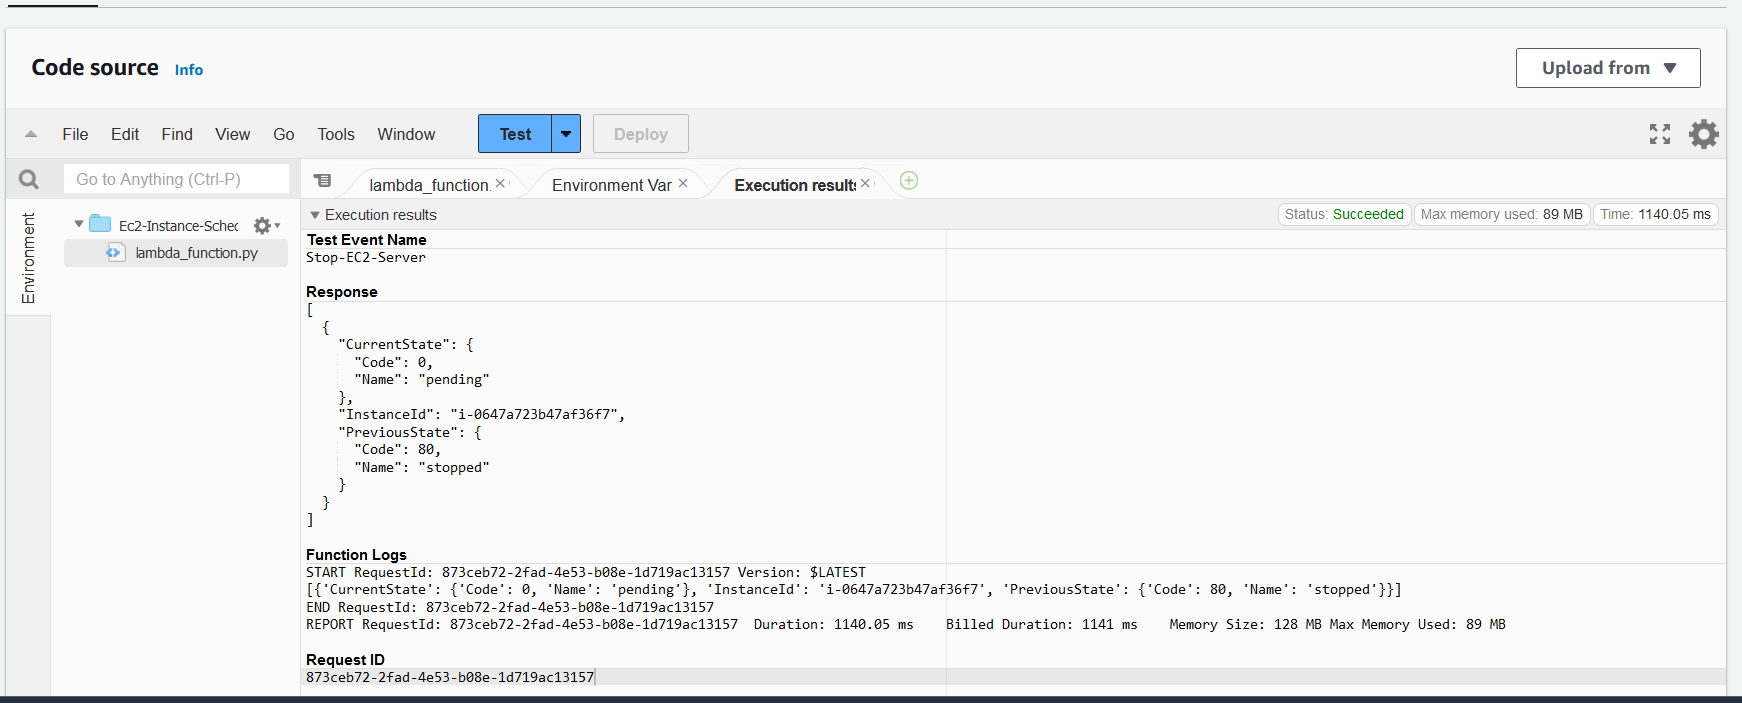 Code source Info
Upload from
File Edit Find View Go Tools Window Test Deploy
Go to Anything (Ctrl-P)
lambda_function. Environment Var Execution results
Environment
Ec2-Instance-Sched
lambda_function.py
Execution results
Status: Succeeded Max memory used: 89 MB Time: 1140.05 ms
Test Event Name
Stop-EC2-Server
Response
[
{
"CurrentState": {
"Code": 0,
"Name": "pending"
},
"InstanceId": "i-0647a723b47af36f7",
"PreviousState": {
"Code": 80,
"Name": "stopped"
}
}
]
Function Logs
START RequestId: 873ceb72-2fad-4e53-b08e-1d719ac13157 Version: $LATEST
[{'CurrentState': {'Code': 0, 'Name': 'pending'}, 'InstanceId': 'i-0647a723b47af36f7', 'PreviousState': {'Code': 80, 'Name': 'stopped'}}]
END RequestId: 873ceb72-2fad-4e53-b08e-1d719ac13157
REPORT RequestId: 873ceb72-2fad-4e53-b08e-1d719ac13157 Duration: 1140.05 ms Billed Duration: 1141 ms Memory Size: 128 MB Max Memory Used: 89 MB
Request ID
873ceb72-2fad-4e53-b08e-1d719ac13157